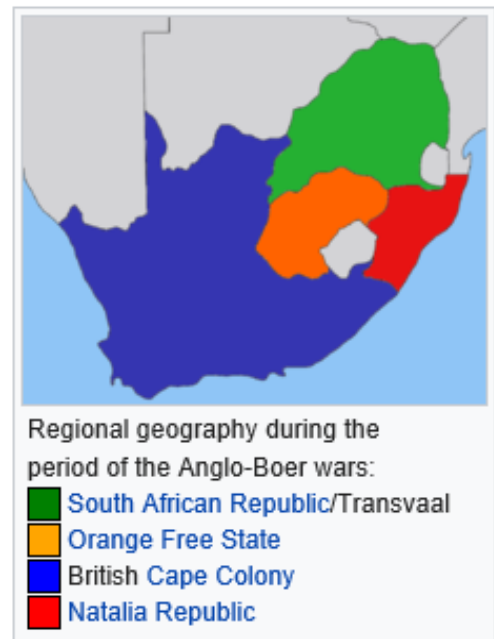 Regional geography during the
period of the Anglo-Boer wars:
South African Republic/Transvaal
Orange Free State
British Cape Colony
Natalia Republic